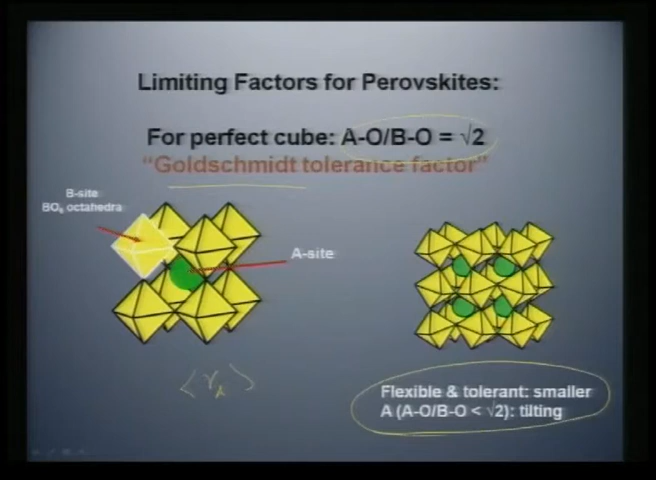 Limiting Factors for Perovskites:
For perfect cube: A-O/B-O = √2
“Goldschmidt tolerance factor”
B-site
BO₆ octahedra
A-site
<r_A>
Flexible & tolerant: smaller
A (A-O/B-O < √2): tilting